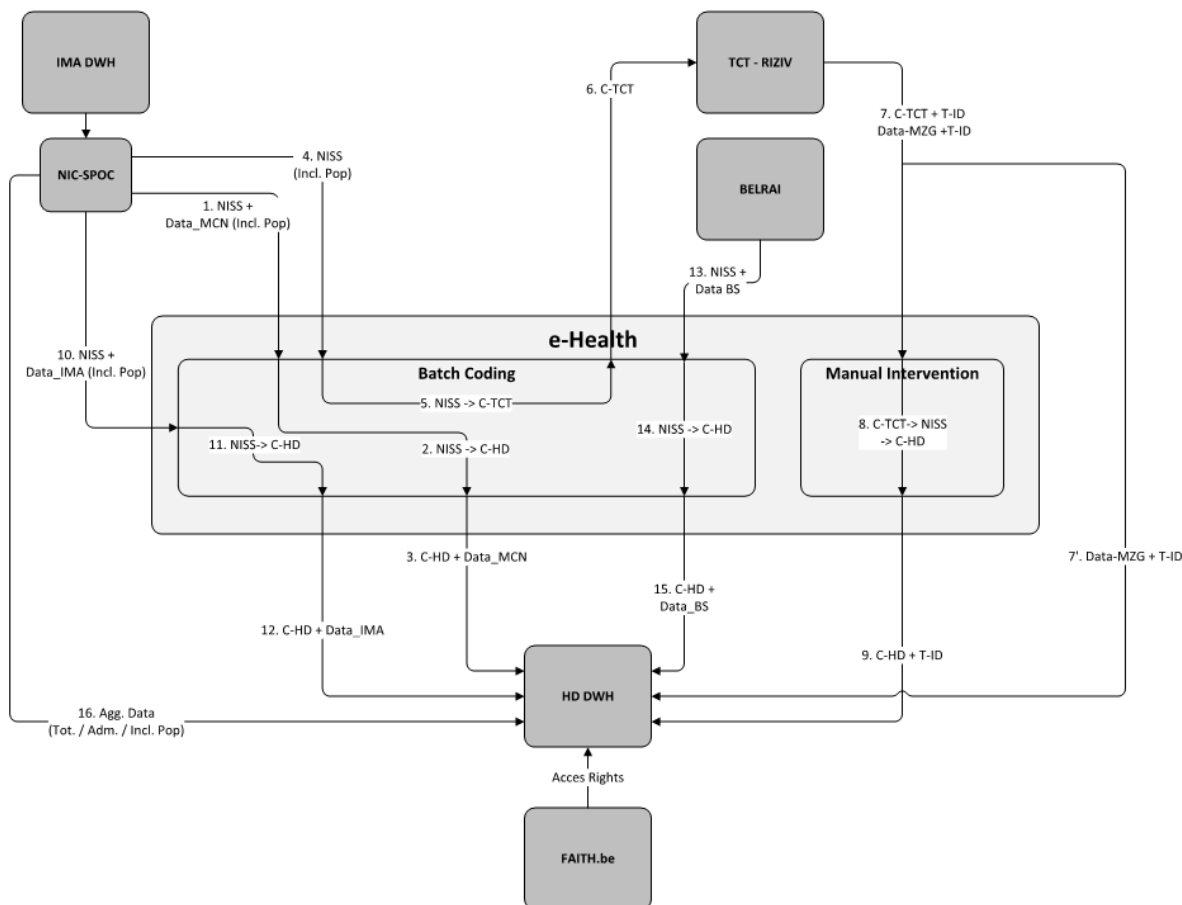 IMA DWH
TCT - RIZIV
6. C-TCT
7. C-TCT + T-ID
Data-MZG +T-ID
4. NISS
(Incl. Pop)
NIC-SPOC
BELRAI
1. NISS +
Data_MCN (Incl. Pop)
13. NISS +
Data BS
e-Health
10. NISS +
Data_IMA (Incl. Pop)
Batch Coding
Manual Intervention
5. NISS -> C-TCT
11. NISS-> C-HD
2. NISS -> C-HD
14. NISS -> C-HD
8. C-TCT-> NISS
-> C-HD
3. C-HD + Data_MCN
7'. Data-MZG + T-ID
15. C-HD +
Data_BS
12. C-HD + Data_IMA
9. C-HD + T-ID
HD DWH
16. Agg. Data
(Tot. / Adm. / Incl. Pop)
Acces Rights
FAITH.be